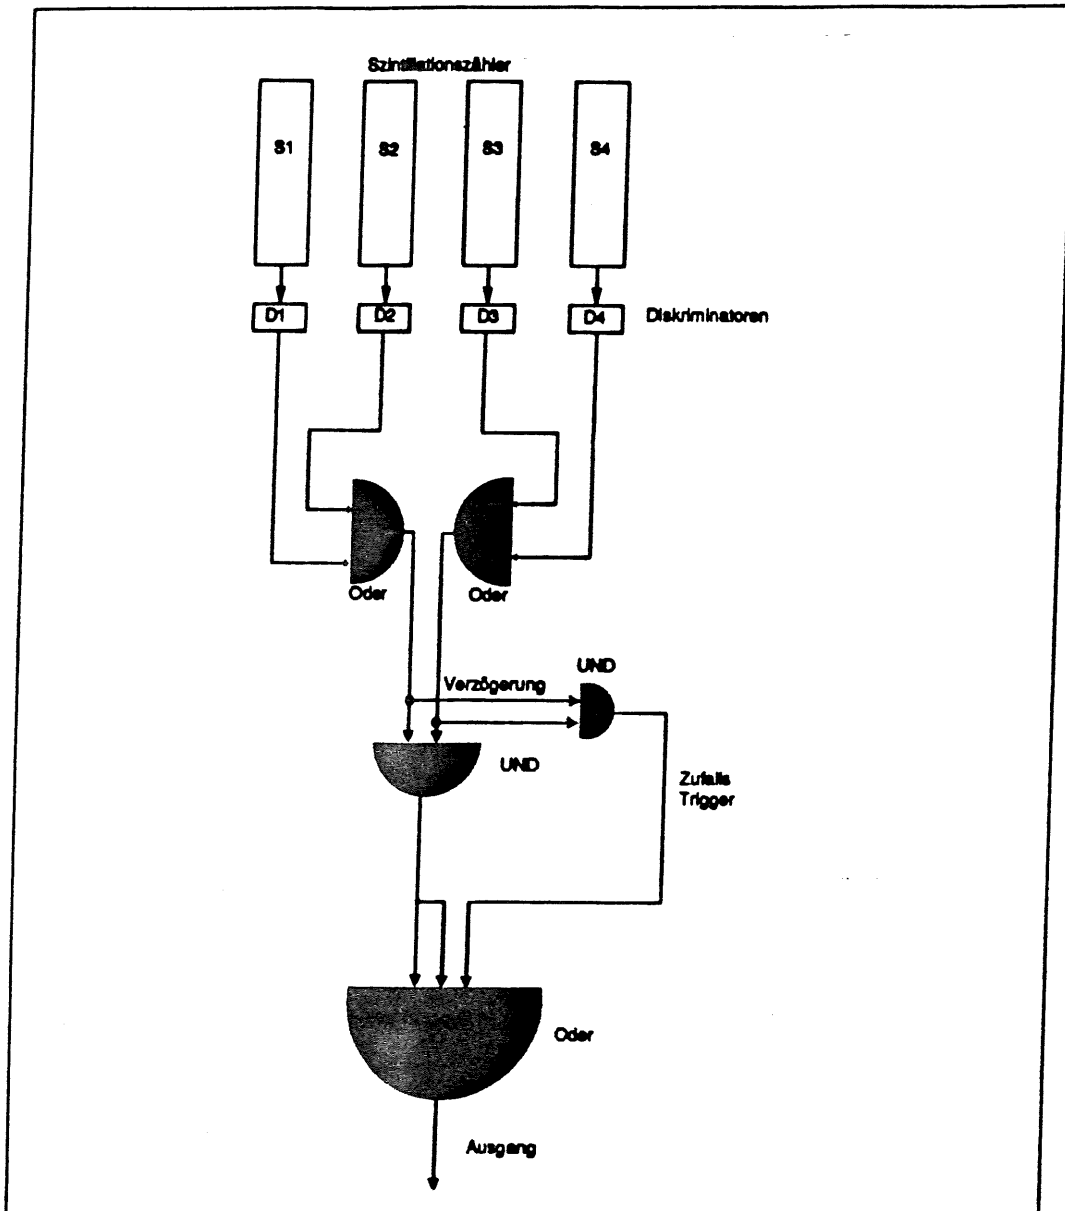 Szintillationszähler
S1 S2 S3 S4
D1 D2 D3 D4 Diskriminatoren
Oder Oder
UND
Verzögerung
UND
Zufalls
Trigger
Oder
Ausgang